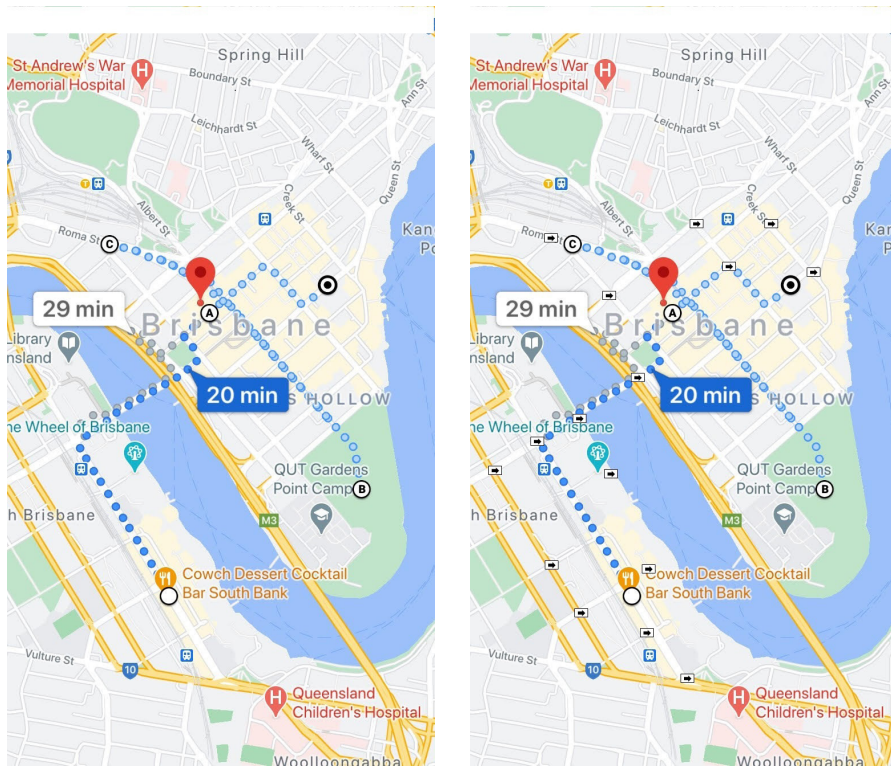 Spring Hill
St Andrew's War
Memorial Hospital
H
Boundary St
Ann St
Leichhardt St
Wharf St
Queen St
T
Albert St
Creek St
Roma St
C
Kan
P
29 min
A
Brisbane
Library
nsland
20 min
S HOLLOW
ne Wheel of Brisbane
QUT Gardens
Point Camp
B
h Brisbane
M3
Cowch Dessert Cocktail
Bar South Bank
Vulture St
10
H
Queensland
Children's Hospital
Woolloongabba
Spring Hill
St Andrew's War
Memorial Hospital
H
Boundary St
Ann St
Leichhardt St
Wharf St
Queen St
T
Albert St
Creek St
Roma St
C
Kan
Po
29 min
A
Brisbane
Library
nsland
20 min
S HOLLOW
ne Wheel of Brisbane
QUT Gardens
Point Camp
B
h Brisbane
M3
Cowch Dessert Cocktail
Bar South Bank
Vulture St
10
H
Queensland
Children's Hospital
Woolloongabba